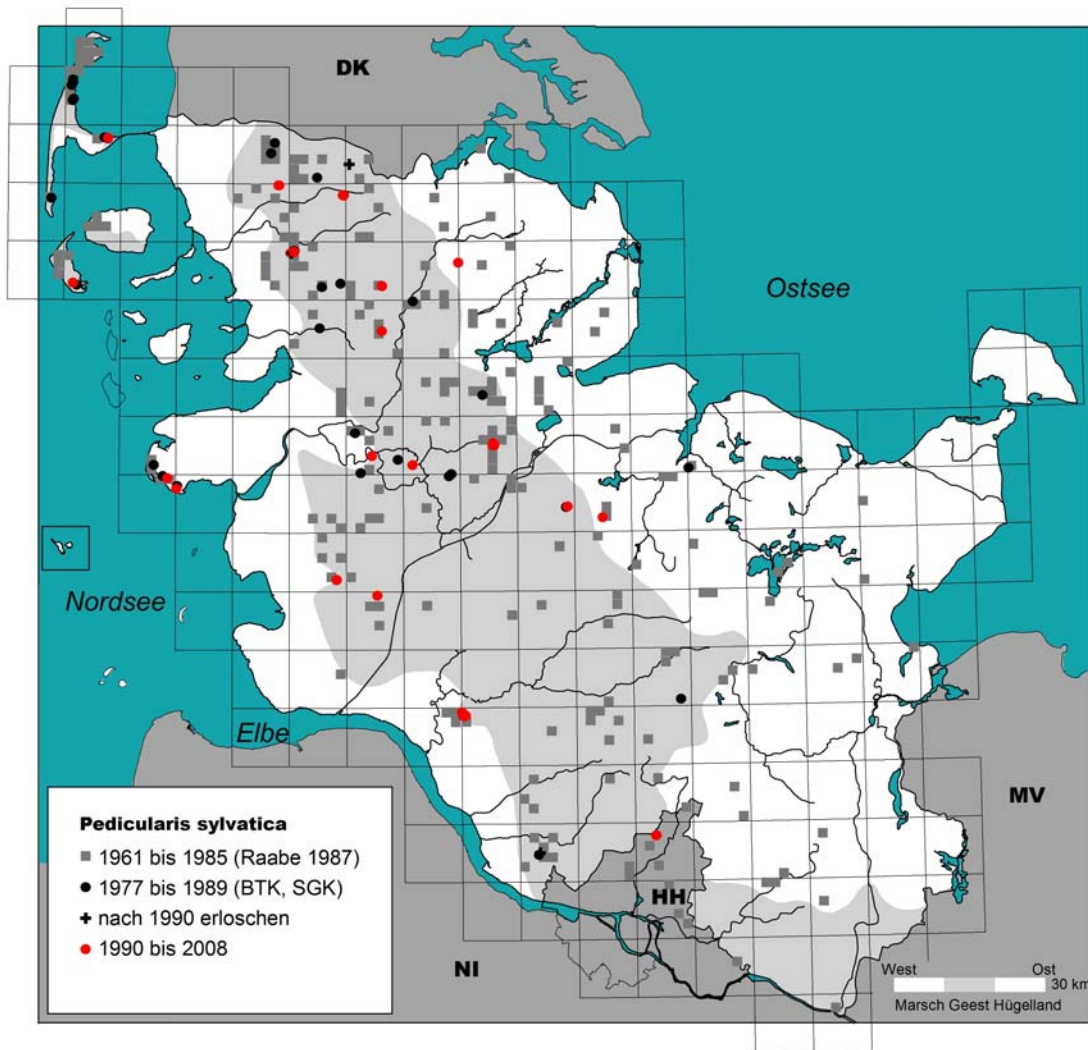 DK
Ostsee
Nordsee
Elbe
MV
HH
NI
Pedicularis sylvatica
1961 bis 1985 (Raabe 1987)
1977 bis 1989 (BTK, SGK)
nach 1990 erloschen
1990 bis 2008
West Ost
30 km
Marsch Geest Hügelland